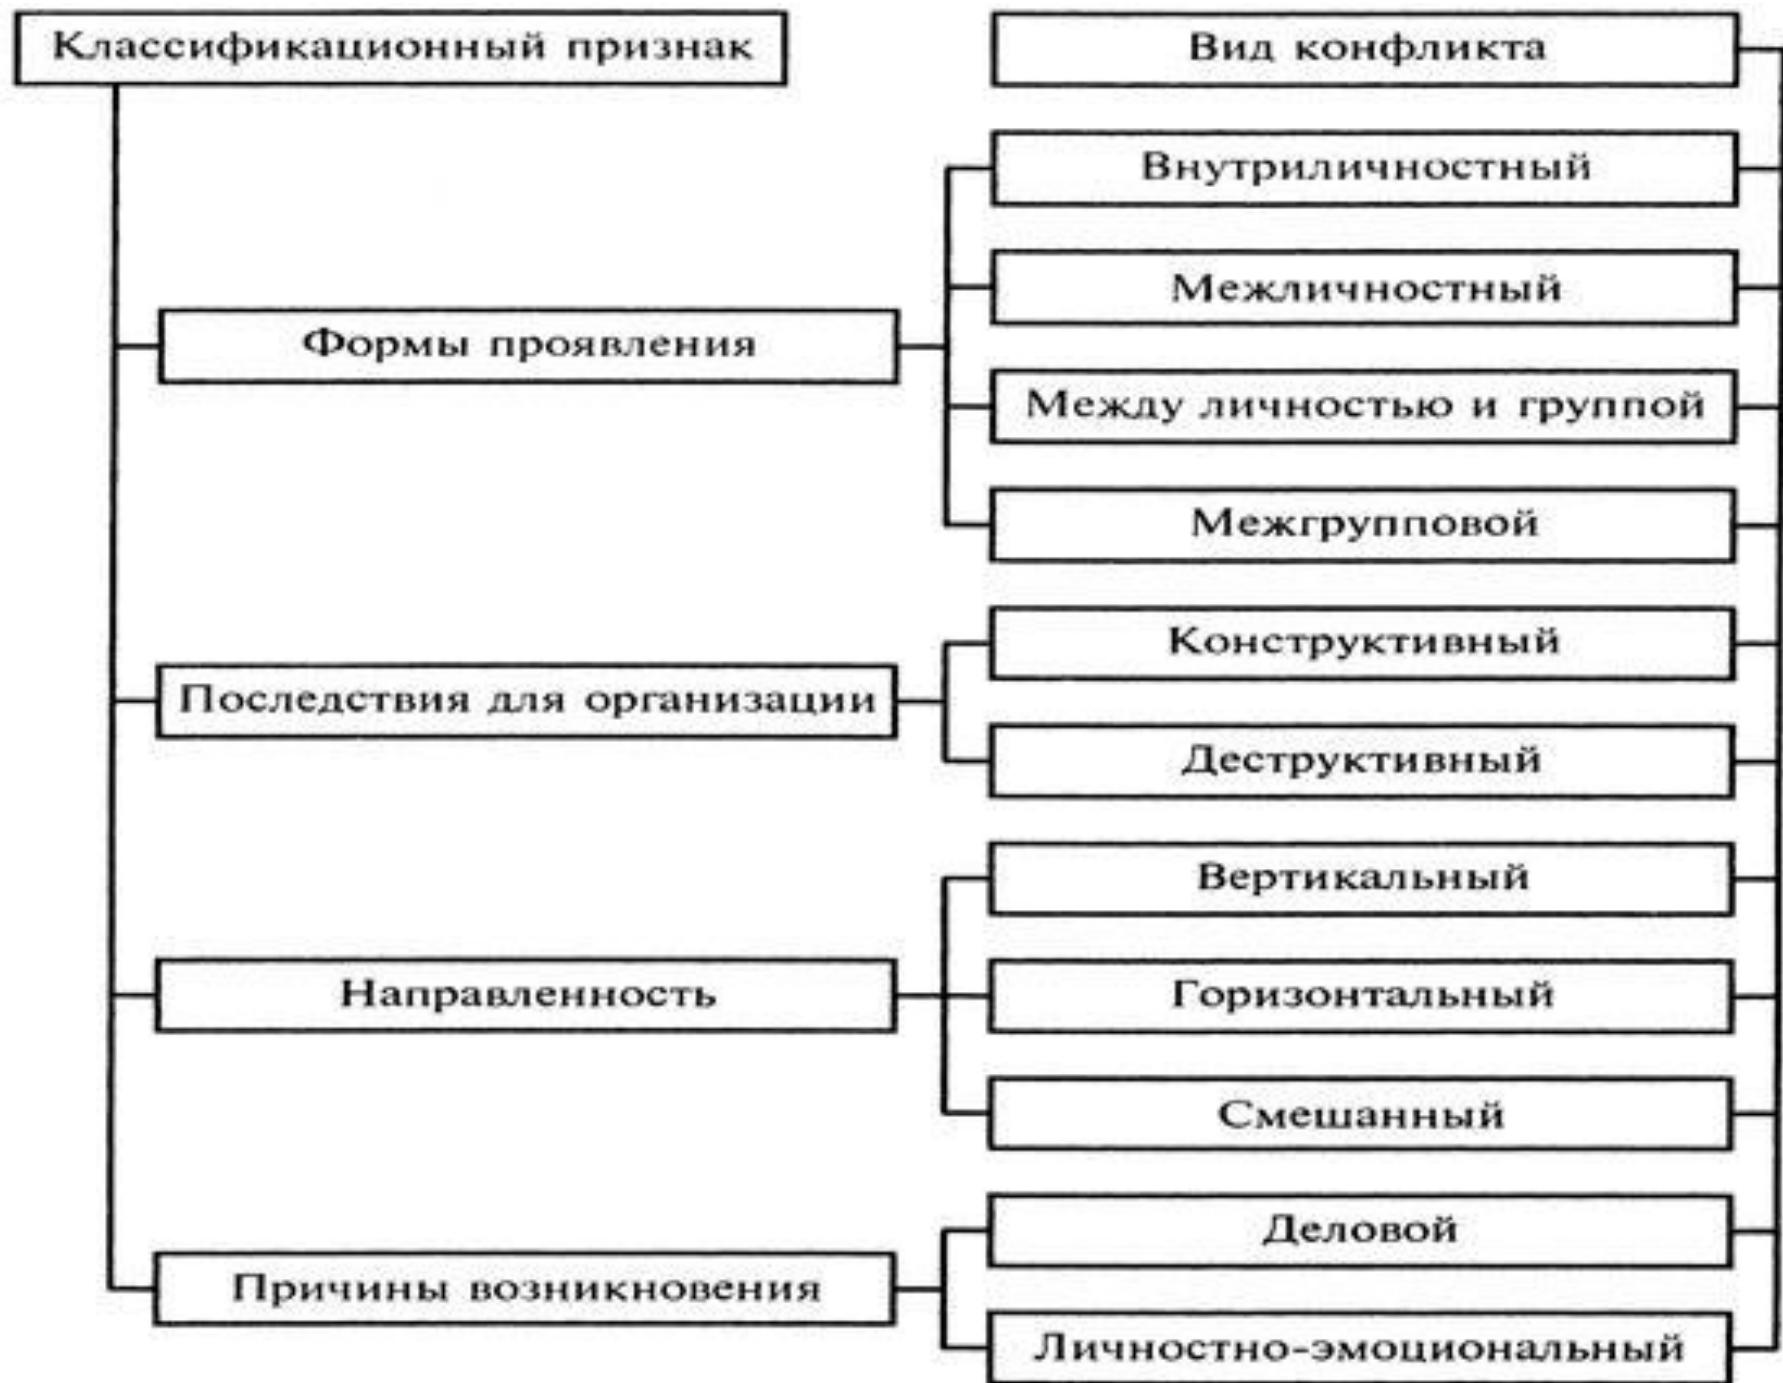 Классификационный признак
Вид конфликта
Внутриличностный
Межличностный
Формы проявления
Между личностью и группой
Межгрупповой
Конструктивный
Последствия для организации
Деструктивный
Вертикальный
Направленность
Горизонтальный
Смешанный
Деловой
Причины возникновения
Личностно-эмоциональный